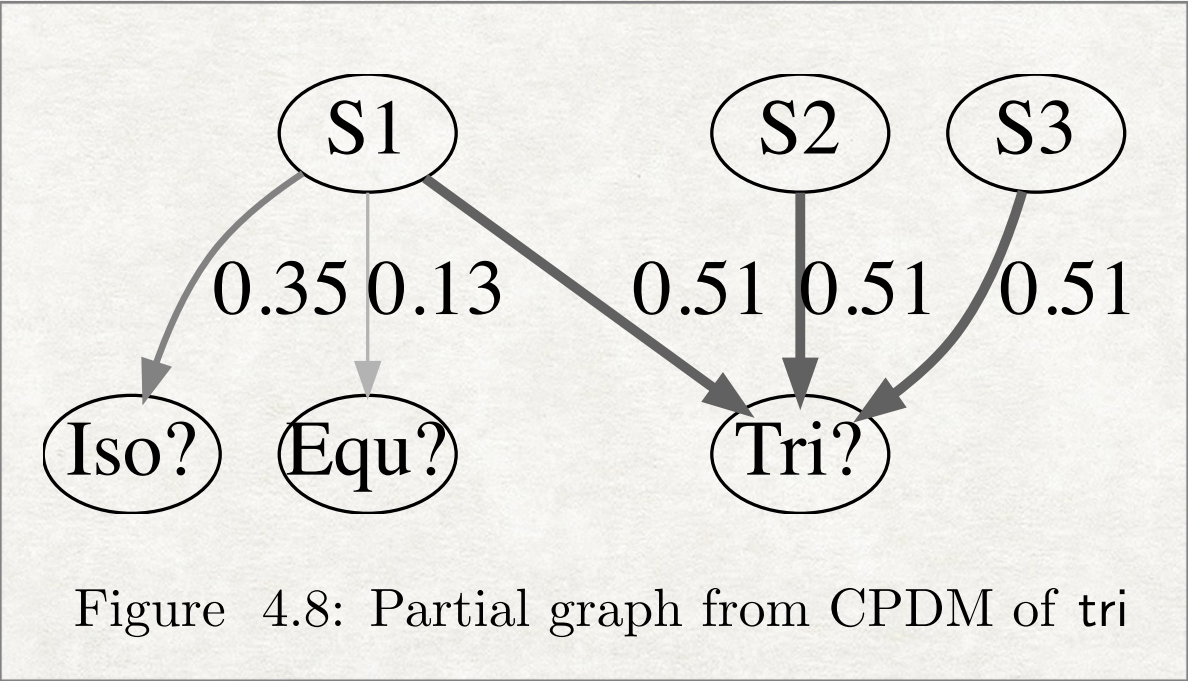 S1 S2 S3
0.35 0.13 0.51 0.51 0.51
Iso? Equ? Tri?
Figure 4.8: Partial graph from CPDM of tri